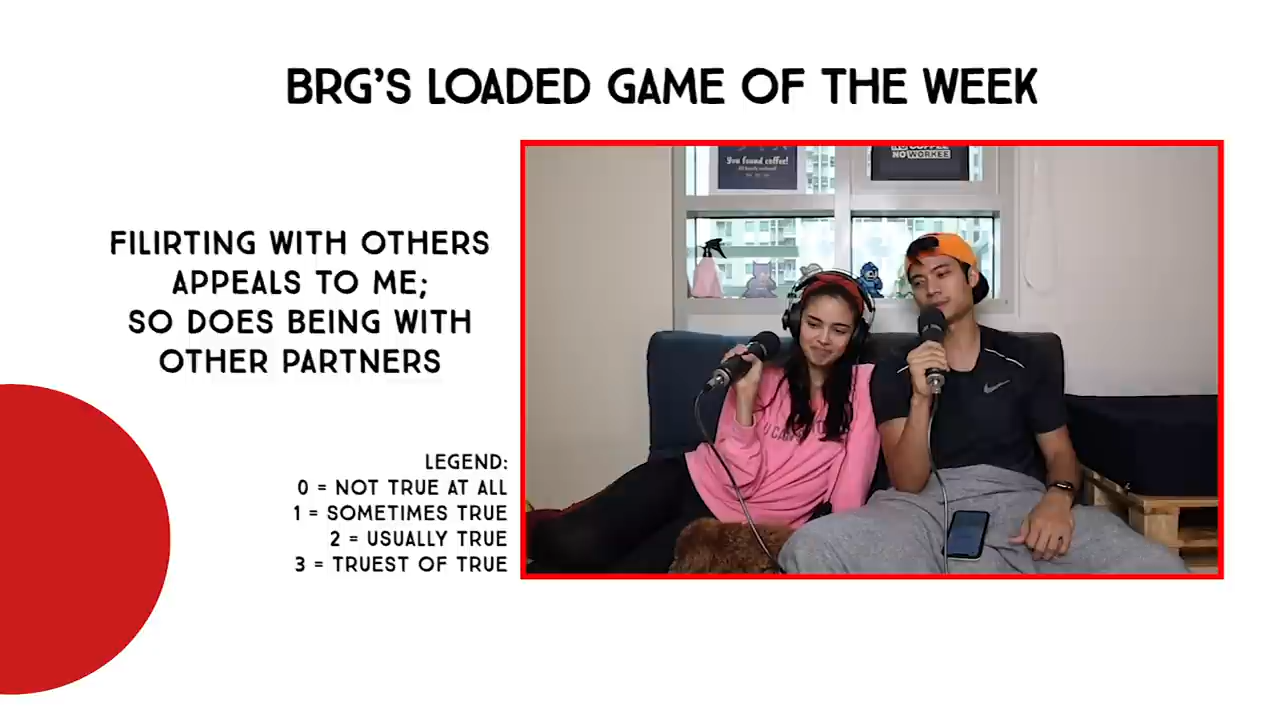 BRG'S LOADED GAME OF THE WEEK
FILIRTING WITH OTHERS
APPEALS TO ME;
SO DOES BEING WITH
OTHER PARTNERS
LEGEND:
0 = NOT TRUE AT ALL
1 = SOMETIMES TRUE
2 = USUALLY TRUE
3 = TRUEST OF TRUE
You found coffee!
NO WORKEE